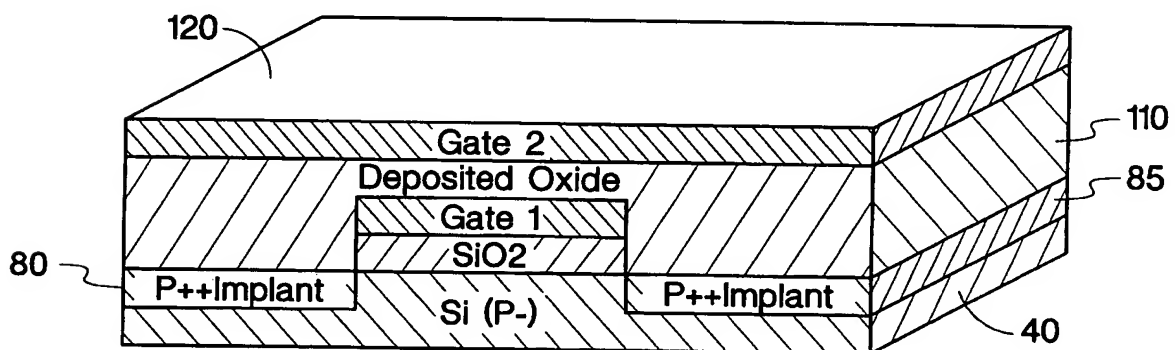 120
Gate 2
110
Deposited Oxide
85
Gate 1
SiO2
80
P++Implant
P++Implant
Si (P-)
40